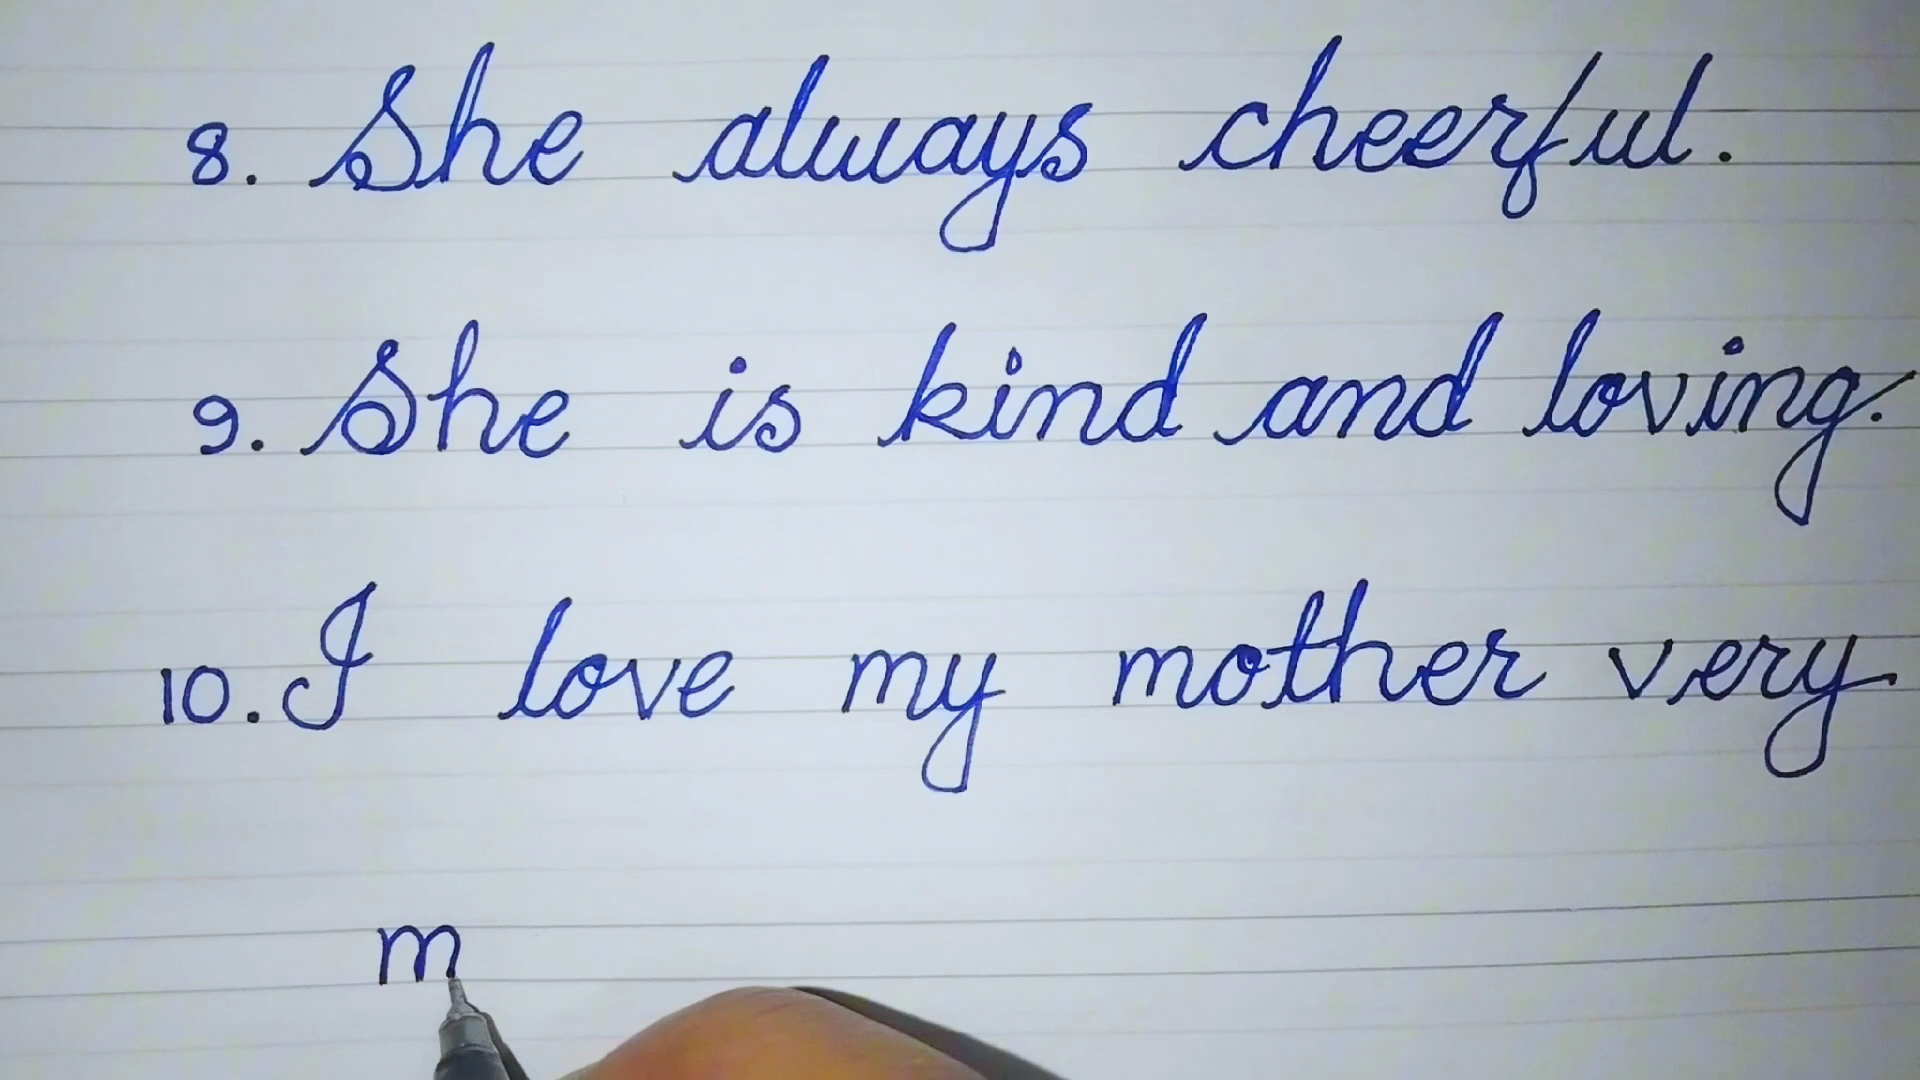 8. She always cheerful.
9. She is kind and loving.
10. I love my mother very
m